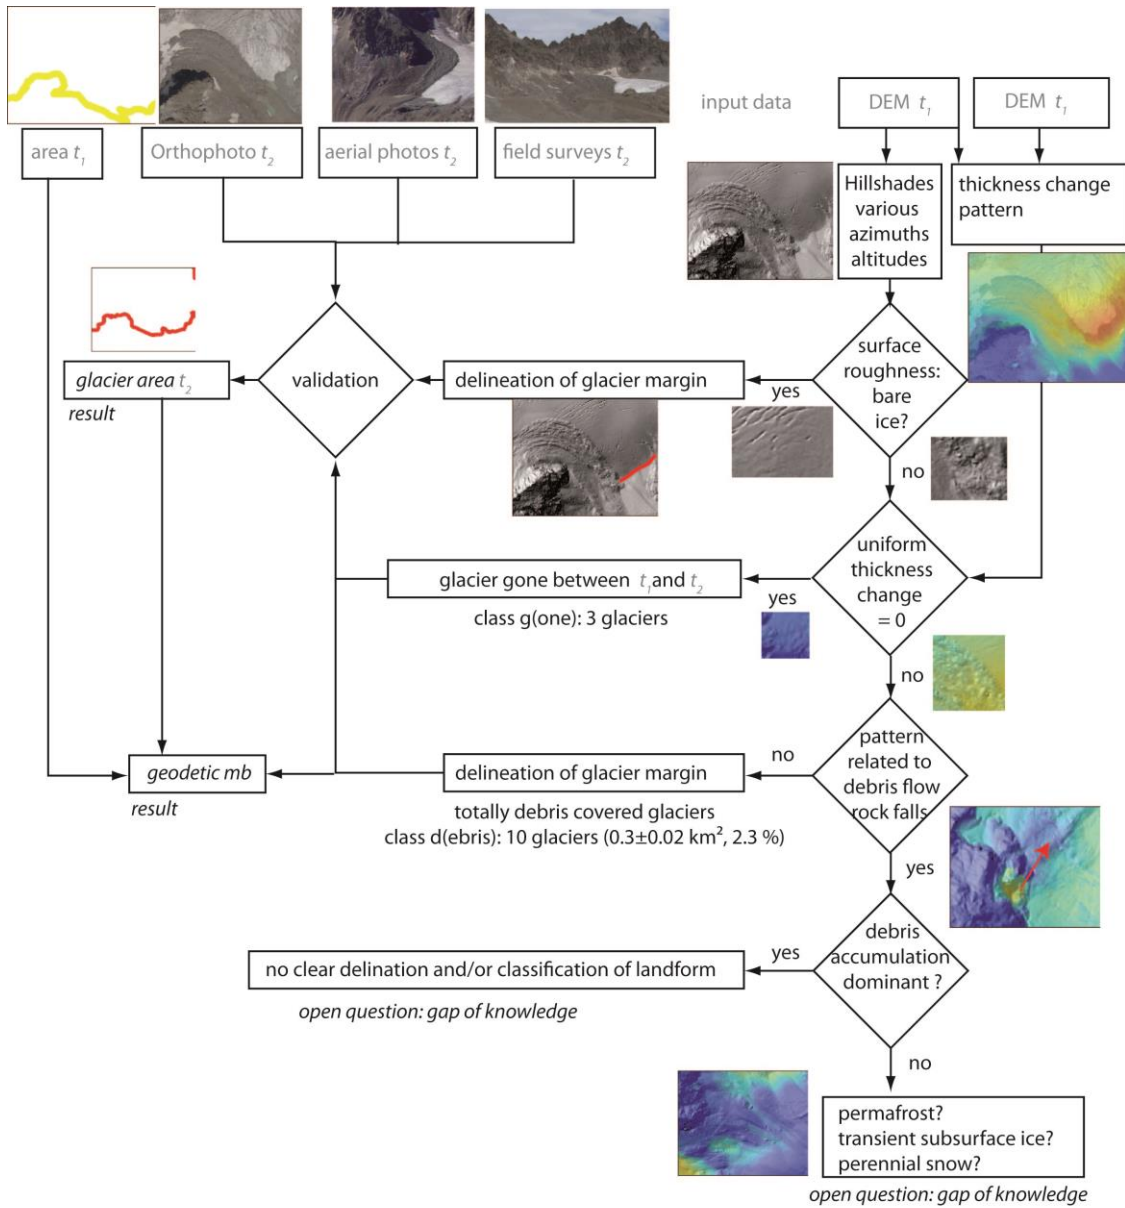 input data
DEM t₁
DEM t₁
area t₁
Orthophoto t₂
aerial photos t₂
field surveys t₂
Hillshades
various
azimuths
altitudes
thickness change
pattern
surface
roughness:
bare
ice?
yes
delineation of glacier margin
validation
glacier area t₂
result
no
uniform
thickness
change
= 0
yes
glacier gone between t₁ and t₂
class g(one): 3 glaciers
no
pattern
related to
debris flow
rock falls
no
delineation of glacier margin
totally debris covered glaciers
class d(ebris): 10 glaciers (0.3±0.02 km², 2.3 %)
geodetic mb
result
yes
debris
accumulation
dominant ?
yes
no clear delination and/or classification of landform
open question: gap of knowledge
no
permafrost?
transient subsurface ice?
perennial snow?
open question: gap of knowledge